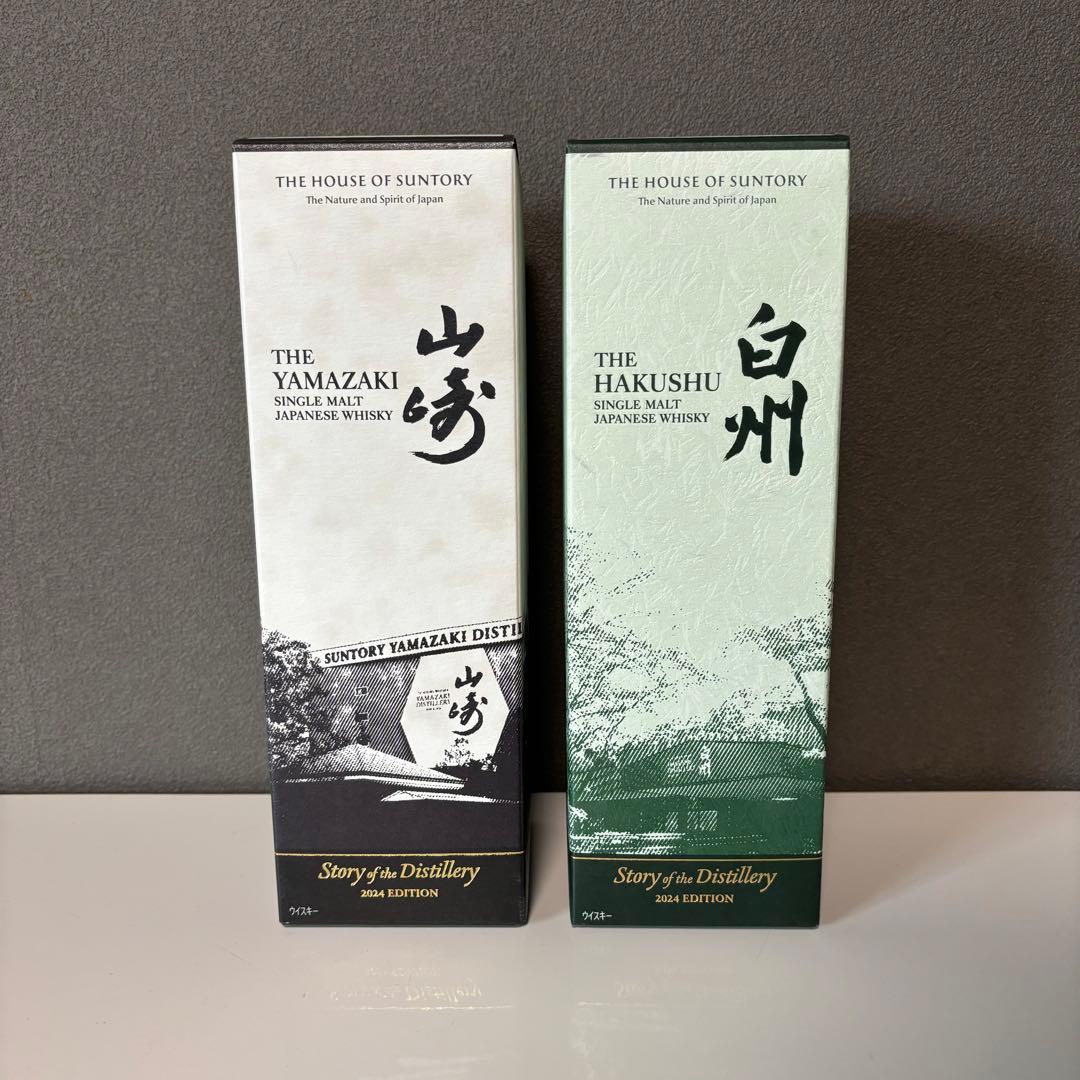 THE HOUSE OF SUNTORY
The Nature and Spirit of Japan
山崎
THE
YAMAZAKI
SINGLE MALT
JAPANESE WHISKY
SUNTORY YAMAZAKI DISTIL
YAMAZAKI
DISTILLERY
山崎
Story of the Distillery
2024 EDITION
ウイスキー
THE HOUSE OF SUNTORY
The Nature and Spirit of Japan
白州
THE
HAKUSHU
SINGLE MALT
JAPANESE WHISKY
Story of the Distillery
2024 EDITION
ウイスキー